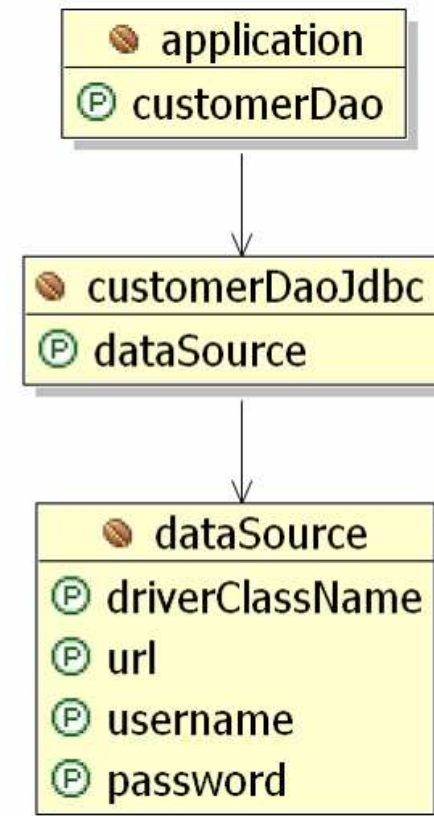 application
P customerDao
customerDaoJdbc
P dataSource
dataSource
P driverClassName
P url
P username
P password